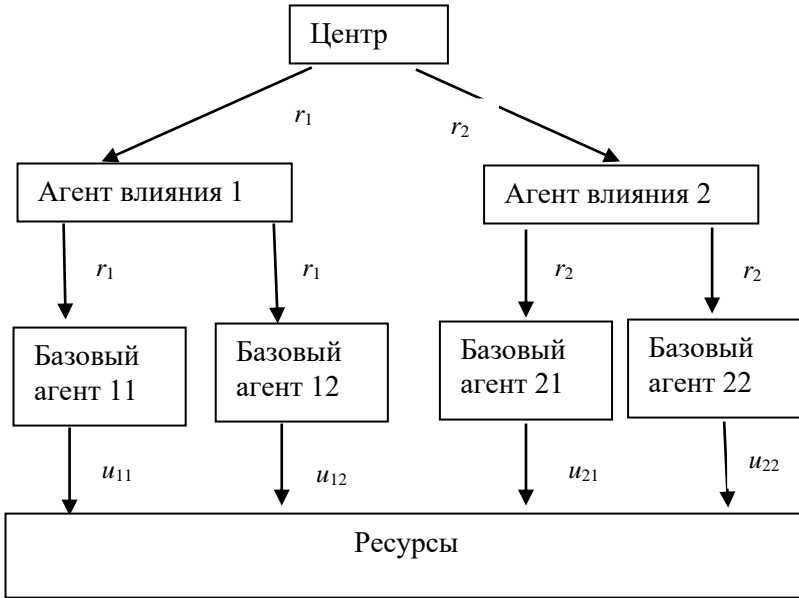 Центр
r₁
r₂
Агент влияния 1
Агент влияния 2
r₁
r₁
r₂
r₂
Базовый
агент 11
Базовый
агент 12
Базовый
агент 21
Базовый
агент 22
u₁₁
u₁₂
u₂₁
u₂₂
Ресурсы